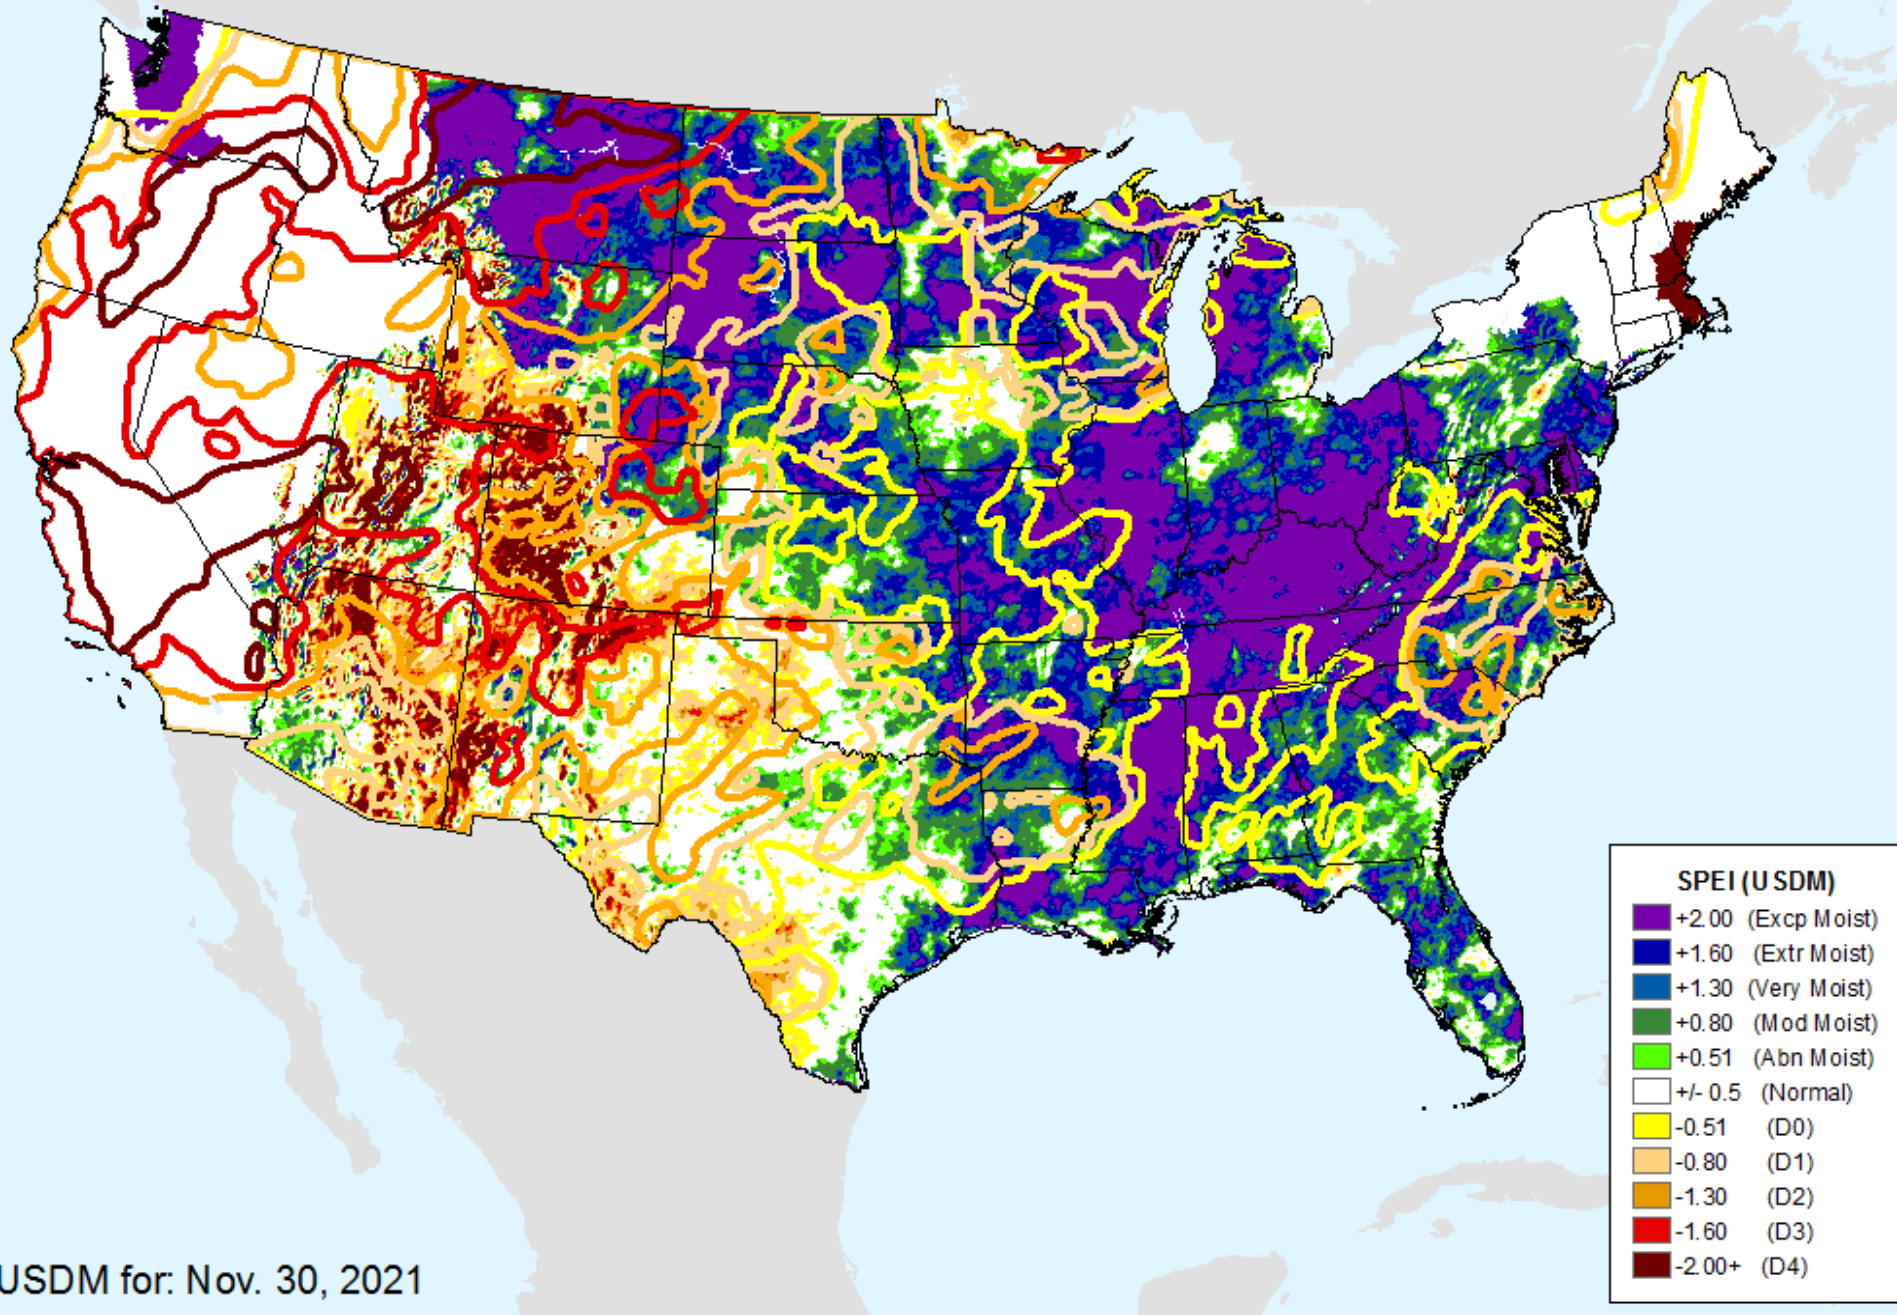 SPEI (USDM)
+2.00 (Excp Moist)
+1.60 (Extr Moist)
+1.30 (Very Moist)
+0.80 (Mod Moist)
+0.51 (Abn Moist)
+/- 0.5 (Normal)
-0.51 (D0)
-0.80 (D1)
-1.30 (D2)
-1.60 (D3)
-2.00+ (D4)
USDM for: Nov. 30, 2021